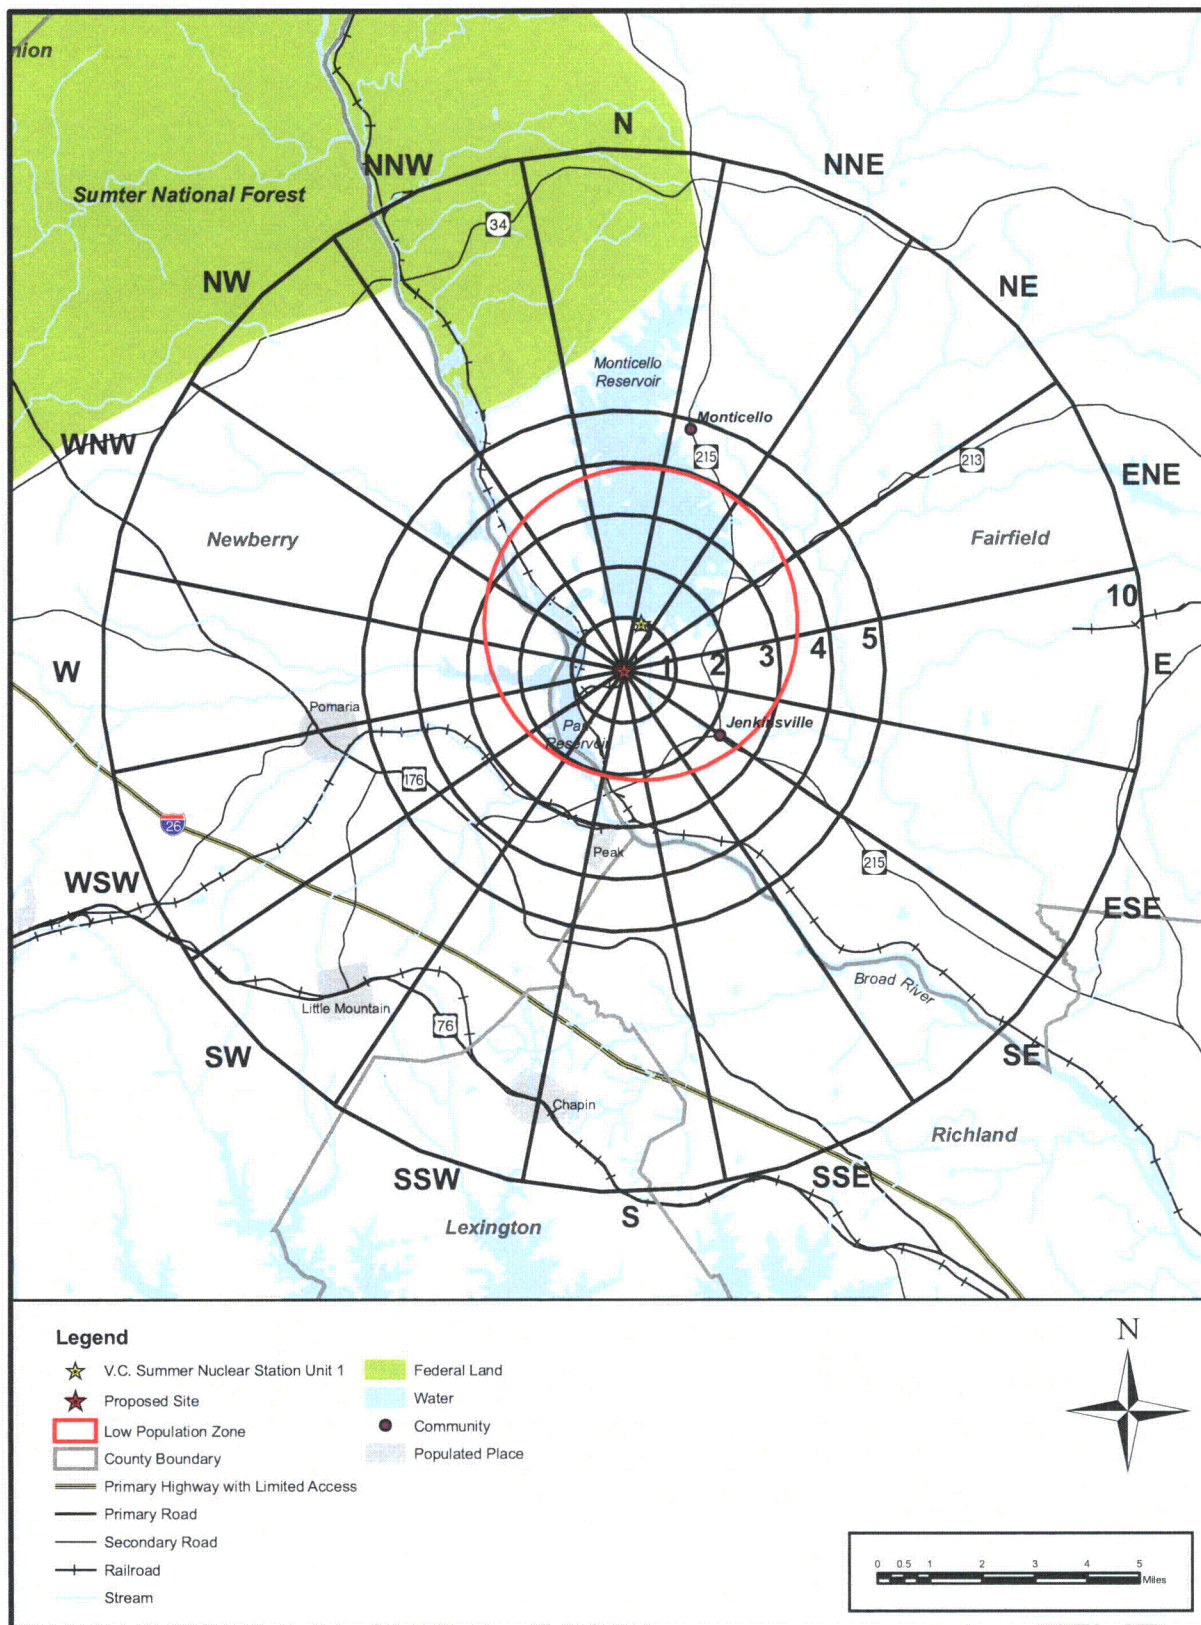 nion
N
NNW
NNE
Sumter National Forest
34
NW
NE
Monticello
Reservoir
Monticello
WNW
215
213
ENE
Newberry
Fairfield
10
1
2
3
4
5
W
E
Pomaria
Jenkinsville
Reservoir
176
26
Peak
215
WSW
ESE
Broad River
Little Mountain
76
SW
SE
Chapin
Richland
SSW
SSE
S
Lexington
Legend
V.C. Summer Nuclear Station Unit 1
Proposed Site
Low Population Zone
County Boundary
Primary Highway with Limited Access
Primary Road
Secondary Road
Railroad
Stream
Federal Land
Water
Community
Populated Place
N
0 0.5 1 2 3 4 5
Miles